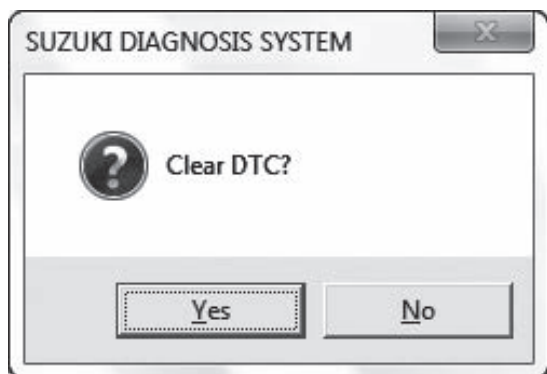 SUZUKI DIAGNOSIS SYSTEM
Clear DTC?
Yes No